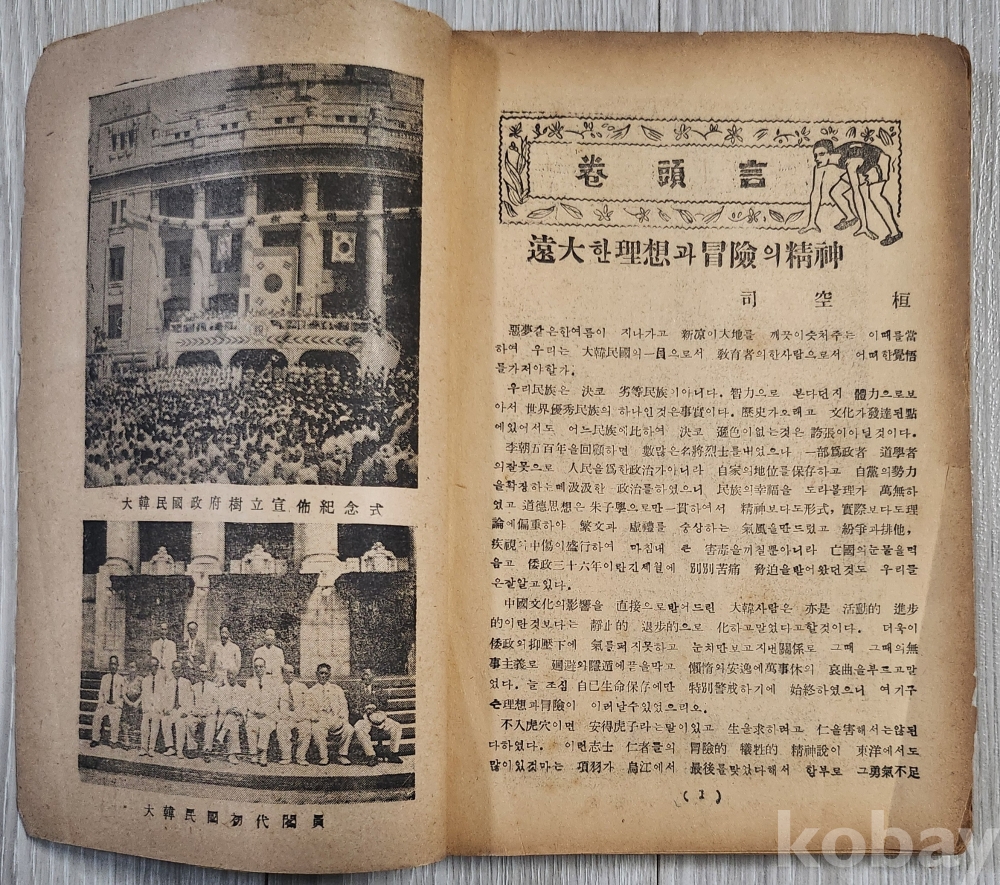 大韓民國政府樹立宣佈紀念式
大韓民國初代閣員
卷頭言
遠大한理想과冒險의精神
司空桓
惡夢같은한여름이 지나가고 新凉이大地를 깨끗이숫처주는 이때를當
하여 우리는 大韓民國의一員으로서 敎育者의한사람으로서 어떠한覺悟
를가져야할가.
우리民族은 決코 劣等民族기아니다. 智力으로 본다던지 體力으로보
아서 世界優秀民族의 하나인것은事實이다. 歷史가오래고 文化가發達된點
에있어서도 어느民族에比하여 決코 遜色이없는것은 誇張이아닐것이다.
李朝五百年을回顧하면 數많은名將烈士를내었으나 一部爲政者 道學者
의잘못으로 人民을爲한政治가아니라 自家의地位를保存하고 自黨의勢力
을擴張하는데汲汲한 政治를하였으니 民族의幸福을 도라볼理가 萬無하
였고 道德思想은 朱子學으로만一貫하여서 精神보다도形式, 實際보다도理
論에偏重하야 繁文과 虛禮를 숭상하는 氣風을만드렀고 紛爭과排他,
疾視의中傷이盛行하여 마침내 큰 害毒을끼칠뿐아니라 亡國의눈물을먹
음고 倭政三十六年이란긴세월에 別別苦痛 脅迫을받어왔던것도 우리들
은잘알고있다.
中國文化의影響을 直接으로받어드린 大韓사람은 亦是 活動的 進步
的이란것보다는 靜止的 退步的으로 化하고말었다고할것이다. 더욱이
倭政의抑壓下에 氣를펴지못하고 눈치만보고지낸關係로 그때 그때의無
事主義로 廻避의隱遁에끝을막고 懶惰의安逸에萬事休의 哀曲을부르고말
었다. 늘 조심 自己生命保存에만 特別警戒하기에 始終하였으니 여기구
슨理想과冒險이 이러날수있었으리오.
不入虎穴이면 安得虎子라는말이있고 生을求하며고 仁을害해서는않된
다하였다. 이런志士 仁者들의 冒險的 犧牲的 精神說이 東洋에서도
많이있것마는 項羽가 烏江에서 最後를맞었다해서 함부로 그勇氣不足
(1)
kobay